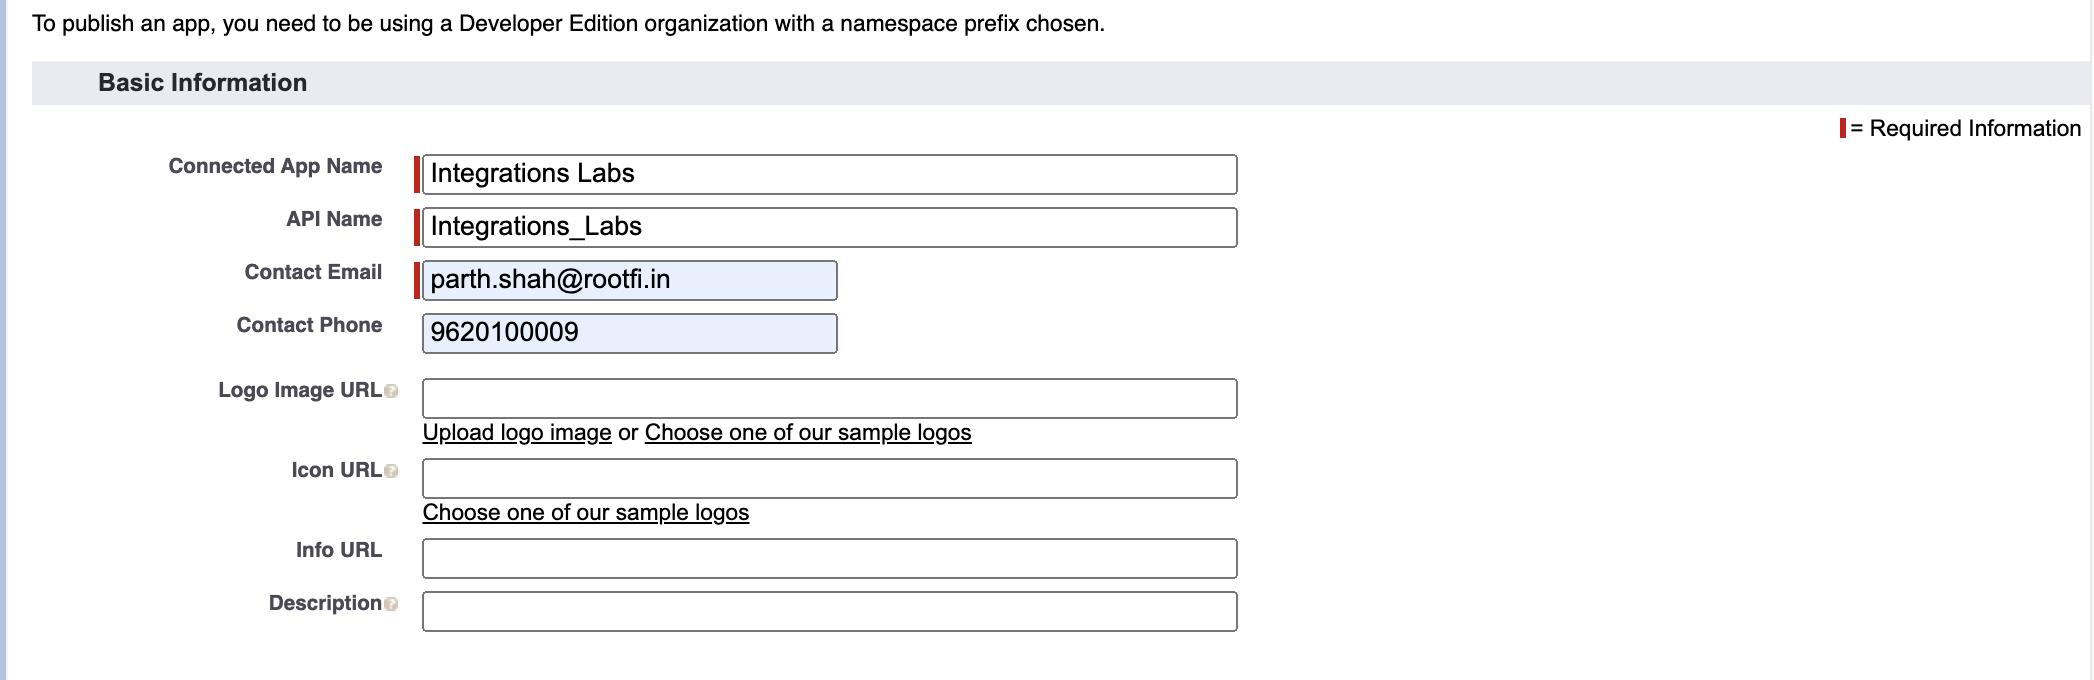 To publish an app, you need to be using a Developer Edition organization with a namespace prefix chosen.
Basic Information
= Required Information
Connected App Name Integrations Labs
API Name Integrations_Labs
Contact Email parth.shah@rootfi.in
Contact Phone 9620100009
Logo Image URL ?
Upload logo image or Choose one of our sample logos
Icon URL ?
Choose one of our sample logos
Info URL
Description ?